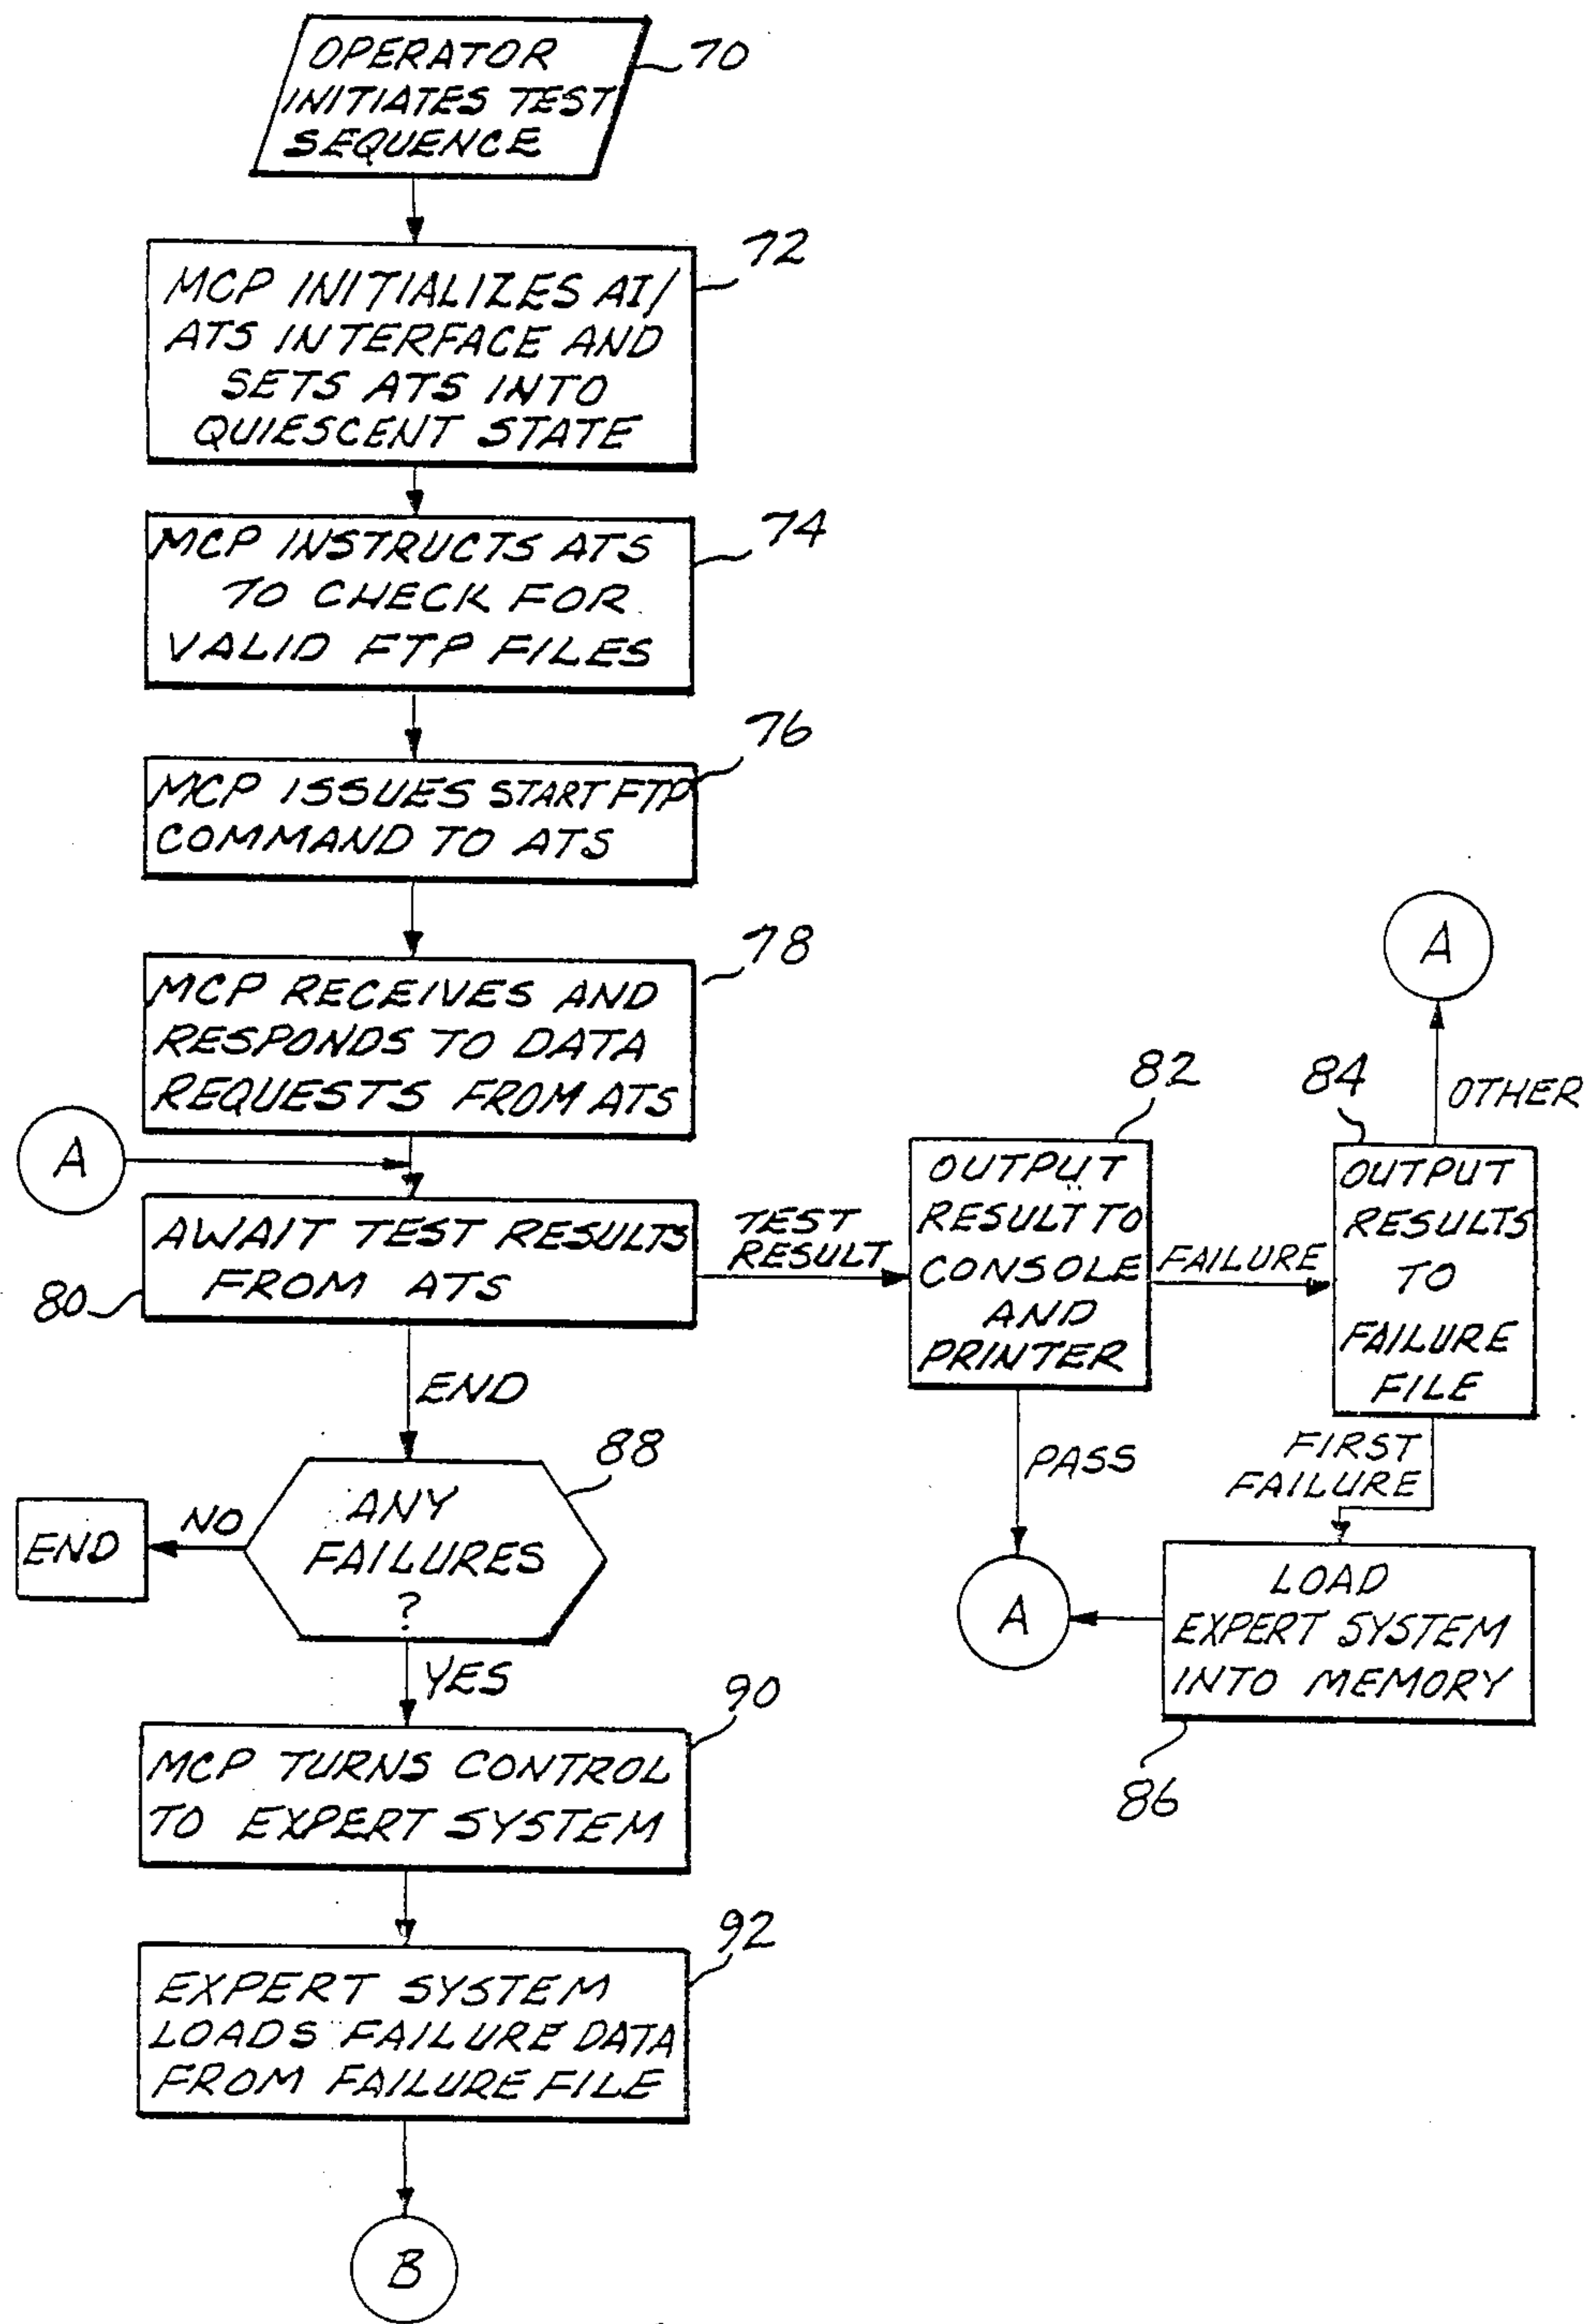 OPERATOR
INITIATES TEST
SEQUENCE
70
MCP INITIALIZES AI/
ATS INTERFACE AND
SETS ATS INTO
QUIESCENT STATE
72
MCP INSTRUCTS ATS
TO CHECK FOR
VALID FTP FILES
74
MCP ISSUES START FTP
COMMAND TO ATS
76
MCP RECEIVES AND
RESPONDS TO DATA
REQUESTS FROM ATS
78
A
AWAIT TEST RESULTS
FROM ATS
80
TEST
RESULT
OUTPUT
RESULT TO
CONSOLE
AND
PRINTER
82
FAILURE
OUTPUT
RESULTS
TO
FAILURE
FILE
84
OTHER
A
PASS
A
FIRST
FAILURE
LOAD
EXPERT SYSTEM
INTO MEMORY
86
END
ANY
FAILURES
?
88
NO
END
YES
MCP TURNS CONTROL
TO EXPERT SYSTEM
90
EXPERT SYSTEM
LOADS FAILURE DATA
FROM FAILURE FILE
92
B